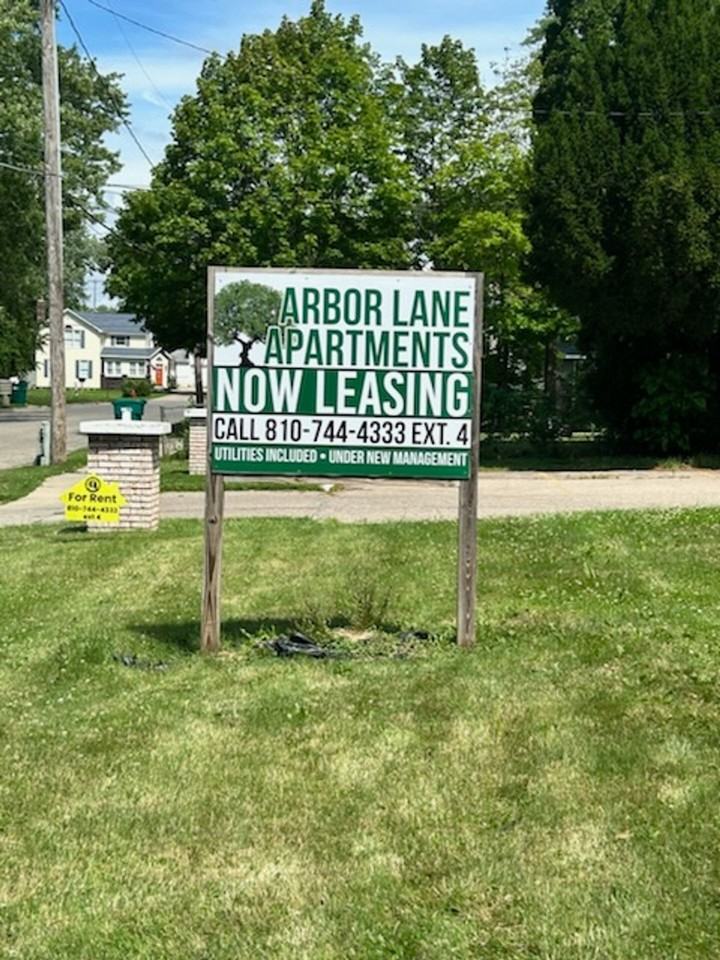 ARBOR LANE
APARTMENTS
NOW LEASING
CALL 810-744-4333 EXT. 4
UTILITIES INCLUDED • UNDER NEW MANAGEMENT
For Rent
810-744-4333
ext 4